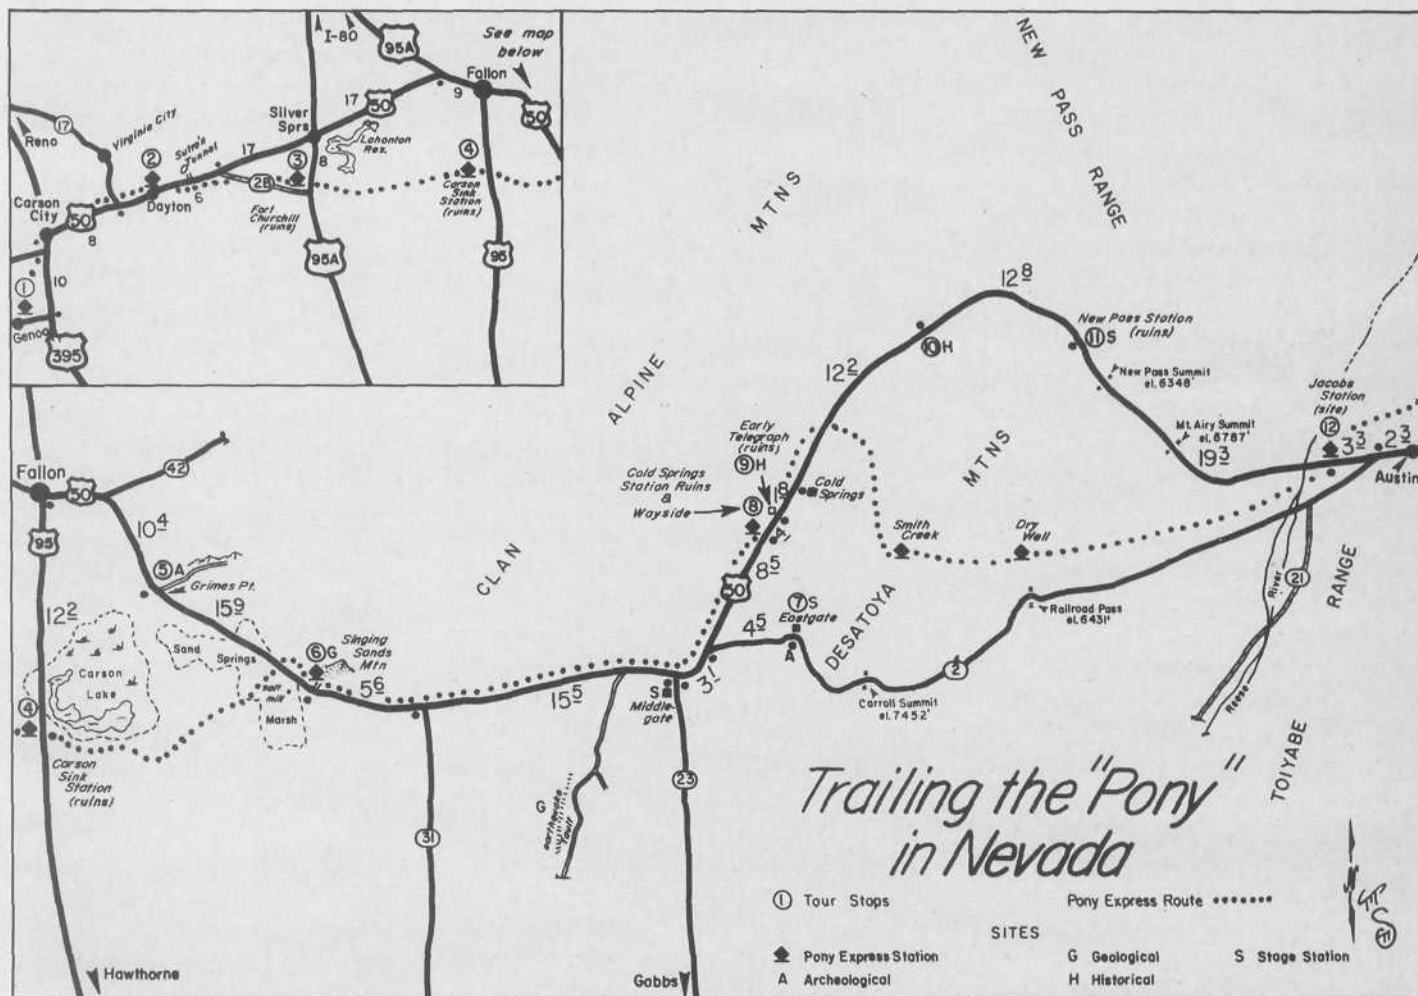 I-80
95A
See map
below
Fallon
9
50
17
50
Silver
Sprs
Lahontan
Res.
17
Reno
Virginia City
2
Sutro's
Tunnel
17
3
8
4
Carson
Sink
Station
(ruins)
2B
Fort
Churchill
(ruins)
Carson
City
50
Dayton
6
8
95A
95
1
10
Genoa
395
NEW PASS RANGE
ALPINE MTNS
CLAN
DESATOYA MTNS
TOIYABE RANGE
12 8
New Pass Station
(ruins)
11 S
10 H
12 2
New Pass Summit
el. 6348'
Jacobs
Station
(site)
12
Mt. Airy Summit
el. 6787'
19 3
3 3
2 3
Austin
Early
Telegraph
(ruins)
9 H
Cold Springs
Station Ruins
&
Wayside
8
1 8
Cold
Springs
A
Smith
Creek
Dry
Well
8 5
50
7 S
Eastgate
4 5
A
3 1
Railroad Pass
el. 6431'
River
Reese
21
2
Carroll Summit
el. 7452'
Fallon
50
42
95
10 4
5 A
Grimes Pt.
12 2
15 9
Carson
Lake
Sand
Springs
Salt
mill
Marsh
6 G
Singing
Sands
Mtn
5 6
15 5
S
Middle-
gate
4
Carson
Sink
Station
(ruins)
G
earthquake
fault
31
23
Hawthorne
Gabbs
Trailing the "Pony"
in Nevada
1 Tour Stops
Pony Express Route
SITES
Pony Express Station
G Geological
S Stage Station
A Archeological
H Historical
N